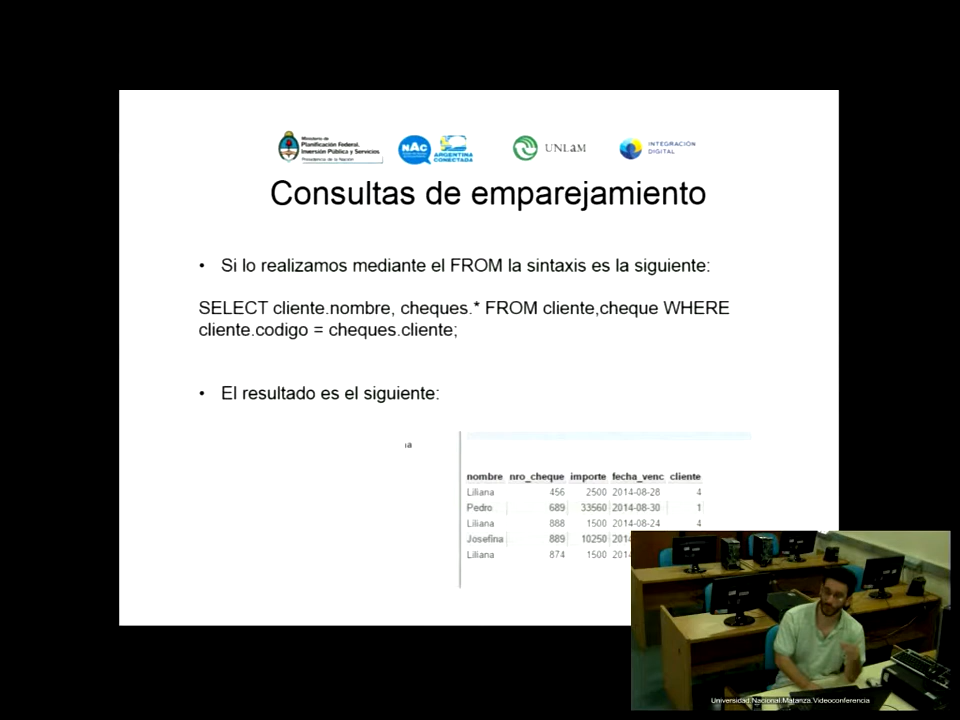 Ministerio de
Planificación Federal,
Inversión Pública y Servicios
Presidencia de la Nación
NAC
ARGENTINA
CONECTADA
UNLaM
INTEGRACIÓN
DIGITAL
Consultas de emparejamiento
• Si lo realizamos mediante el FROM la sintaxis es la siguiente:
SELECT cliente.nombre, cheques.* FROM cliente,cheque WHERE
cliente.codigo = cheques.cliente;
• El resultado es el siguiente:
nombre nro_cheque importe fecha_venc cliente
Liliana 456 2500 2014-08-28 4
Pedro 689 33560 2014-08-30 1
Liliana 888 1500 2014-08-24 4
Josefina 889 10250 201
Liliana 874 1500 201
Universidad.Nacional.Matanza.Videoconferencia